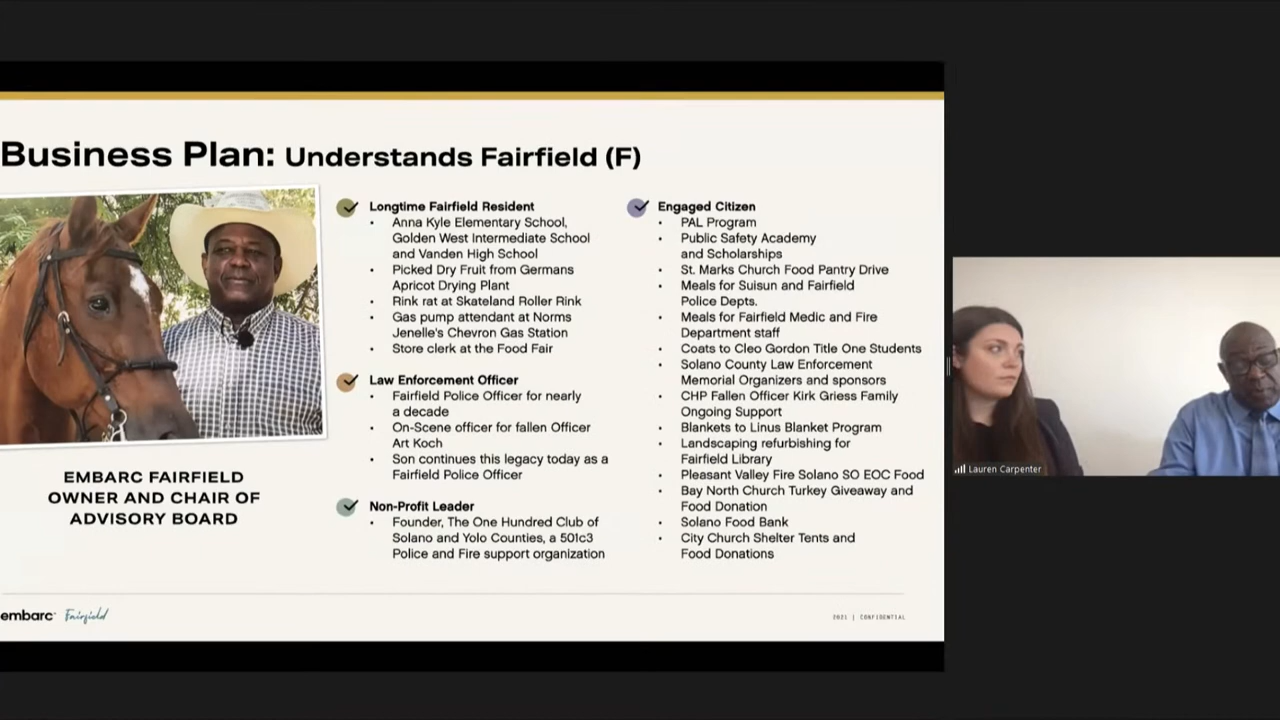 Business Plan: Understands Fairfield (F)
EMBARC FAIRFIELD
OWNER AND CHAIR OF
ADVISORY BOARD
Longtime Fairfield Resident
• Anna Kyle Elementary School,
Golden West Intermediate School
and Vanden High School
• Picked Dry Fruit from Germans
Apricot Drying Plant
• Rink rat at Skateland Roller Rink
• Gas pump attendant at Norms
Jenelle's Chevron Gas Station
• Store clerk at the Food Fair
Law Enforcement Officer
• Fairfield Police Officer for nearly
a decade
• On-Scene officer for fallen Officer
Art Koch
• Son continues this legacy today as a
Fairfield Police Officer
Non-Profit Leader
• Founder, The One Hundred Club of
Solano and Yolo Counties, a 501c3
Police and Fire support organization
Engaged Citizen
• PAL Program
• Public Safety Academy
and Scholarships
• St. Marks Church Food Pantry Drive
• Meals for Suisun and Fairfield
Police Depts.
• Meals for Fairfield Medic and Fire
Department staff
• Coats to Cleo Gordon Title One Students
• Solano County Law Enforcement
Memorial Organizers and sponsors
• CHP Fallen Officer Kirk Griess Family
Ongoing Support
• Blankets to Linus Blanket Program
• Landscaping refurbishing for
Fairfield Library
• Pleasant Valley Fire Solano SO EOC Food
• Bay North Church Turkey Giveaway and
Food Donation
• Solano Food Bank
• City Church Shelter Tents and
Food Donations
embarc Fairfield
2021 | CONFIDENTIAL
Lauren Carpenter